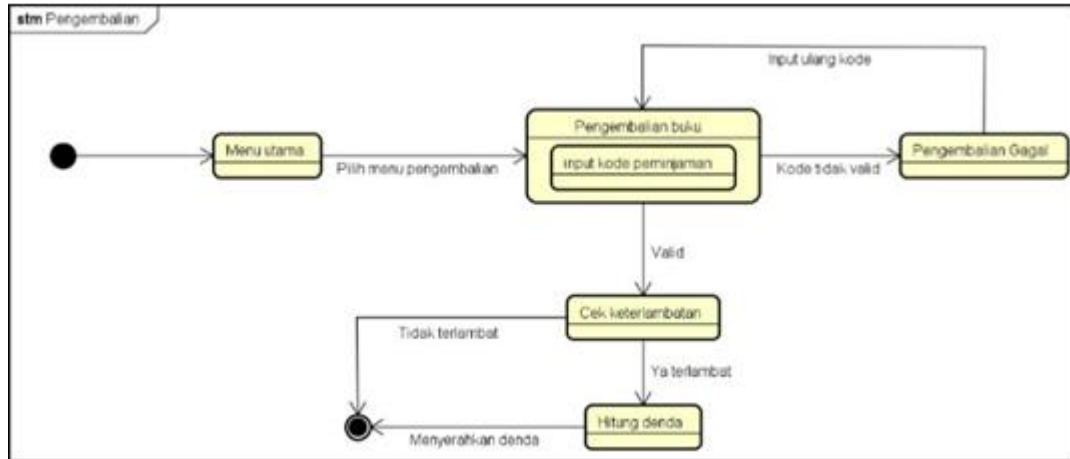 stm Pengembalian
Input ulang kode
Pengembalian buku
Menu utama
input kode peminjaman
Pengembalian Gagal
Pilih menu pengembalian
Kode tidak valid
Valid
Cek keterlambatan
Tidak terlambat
Ya terlambat
Hitung denda
Menyerahkan denda